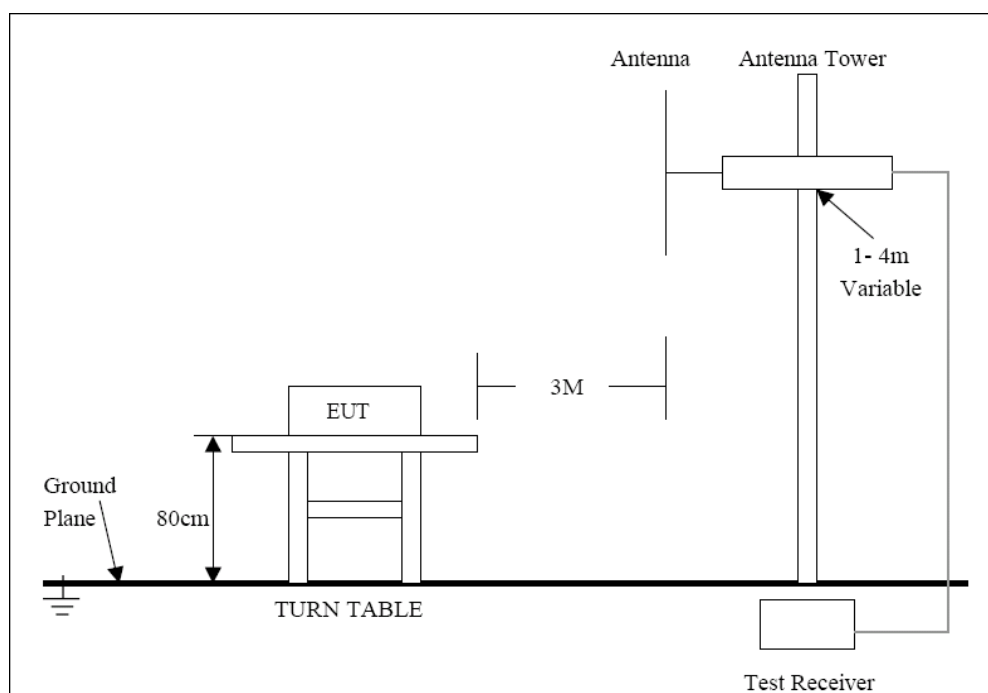 Antenna
Antenna Tower
1- 4m
Variable
3M
EUT
Ground
Plane
80cm
TURN TABLE
Test Receiver